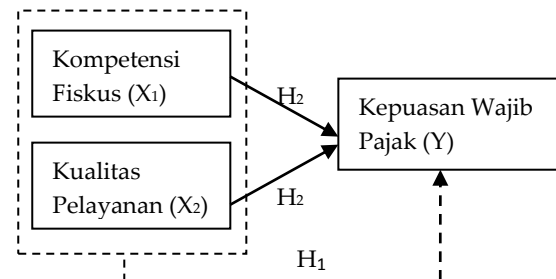 Kompetensi
Fiskus (X₁)
H₂
Kepuasan Wajib
Pajak (Y)
Kualitas
Pelayanan (X₂)
H₂
H₁